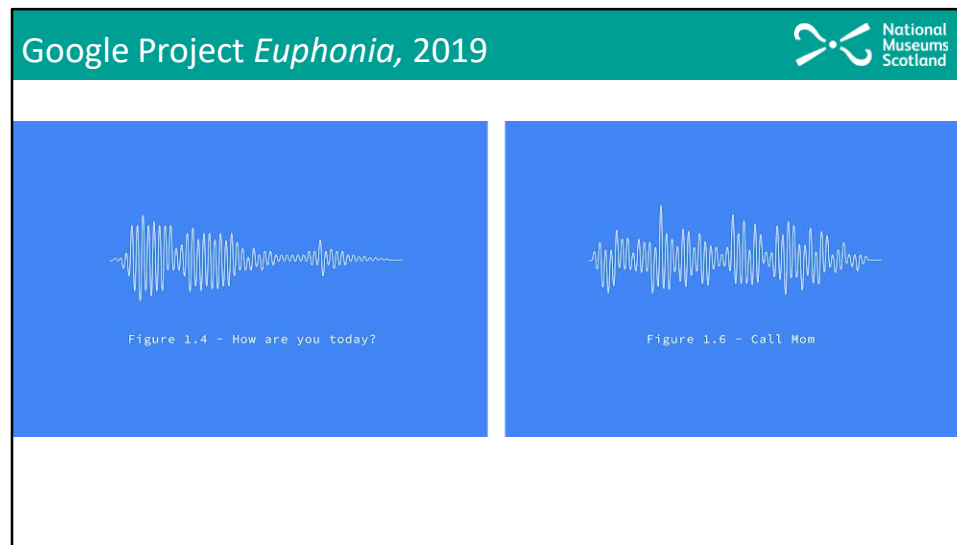 Google Project Euphonia, 2019
National
Museums
Scotland
Figure 1.4 – How are you today?
Figure 1.6 – Call Mom